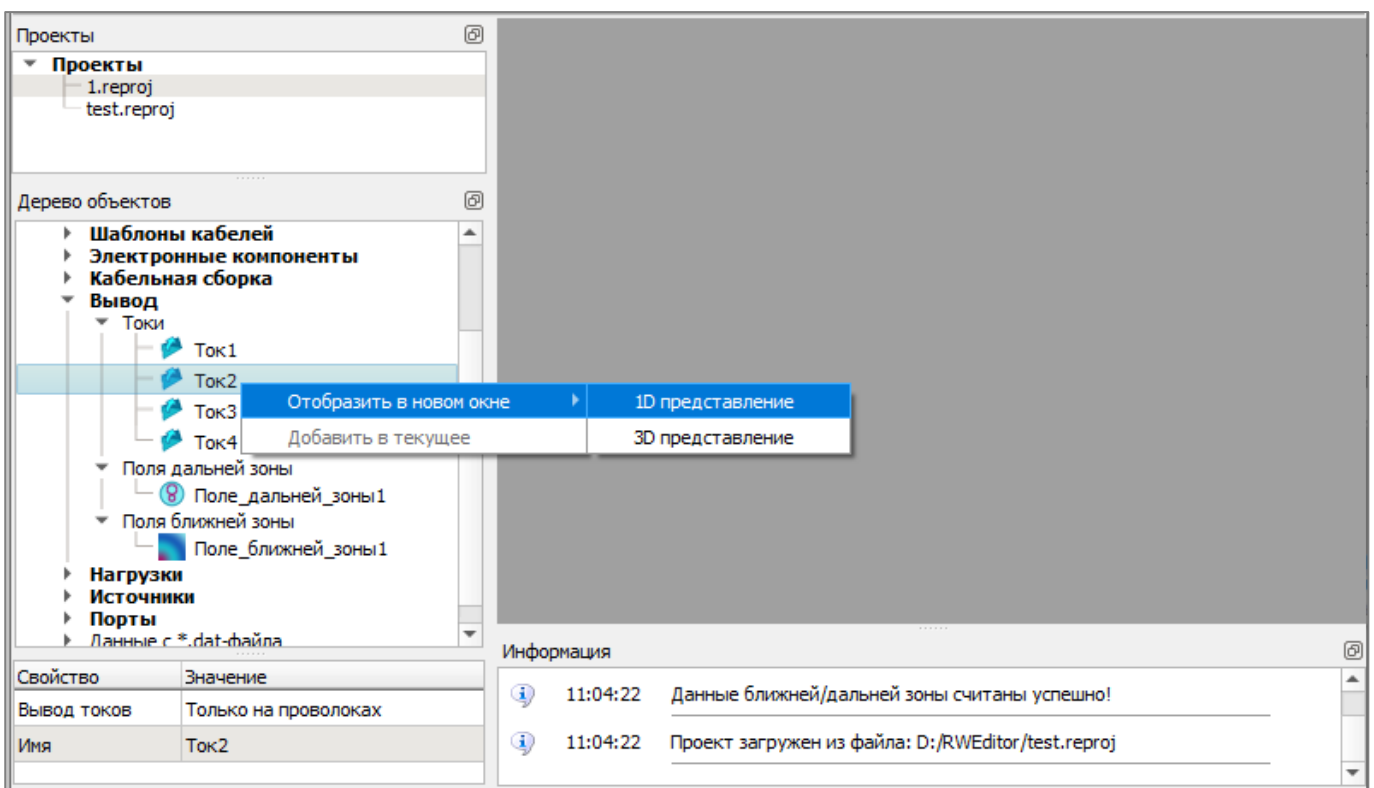 Проекты
Проекты
1.reproj
test.reproj
Дерево объектов
Шаблоны кабелей
Электронные компоненты
Кабельная сборка
Вывод
Токи
Ток1
Ток2
Ток3
Ток4
Отобразить в новом окне
Добавить в текущее
1D представление
3D представление
Поля дальней зоны
Поле_дальней_зоны1
Поля ближней зоны
Поле_ближней_зоны1
Нагрузки
Источники
Порты
Данные с *.dat-файла
Свойство Значение
Вывод токов Только на проволоках
Имя Ток2
Информация
11:04:22 Данные ближней/дальней зоны считаны успешно!
11:04:22 Проект загружен из файла: D:/RWEditor/test.reproj